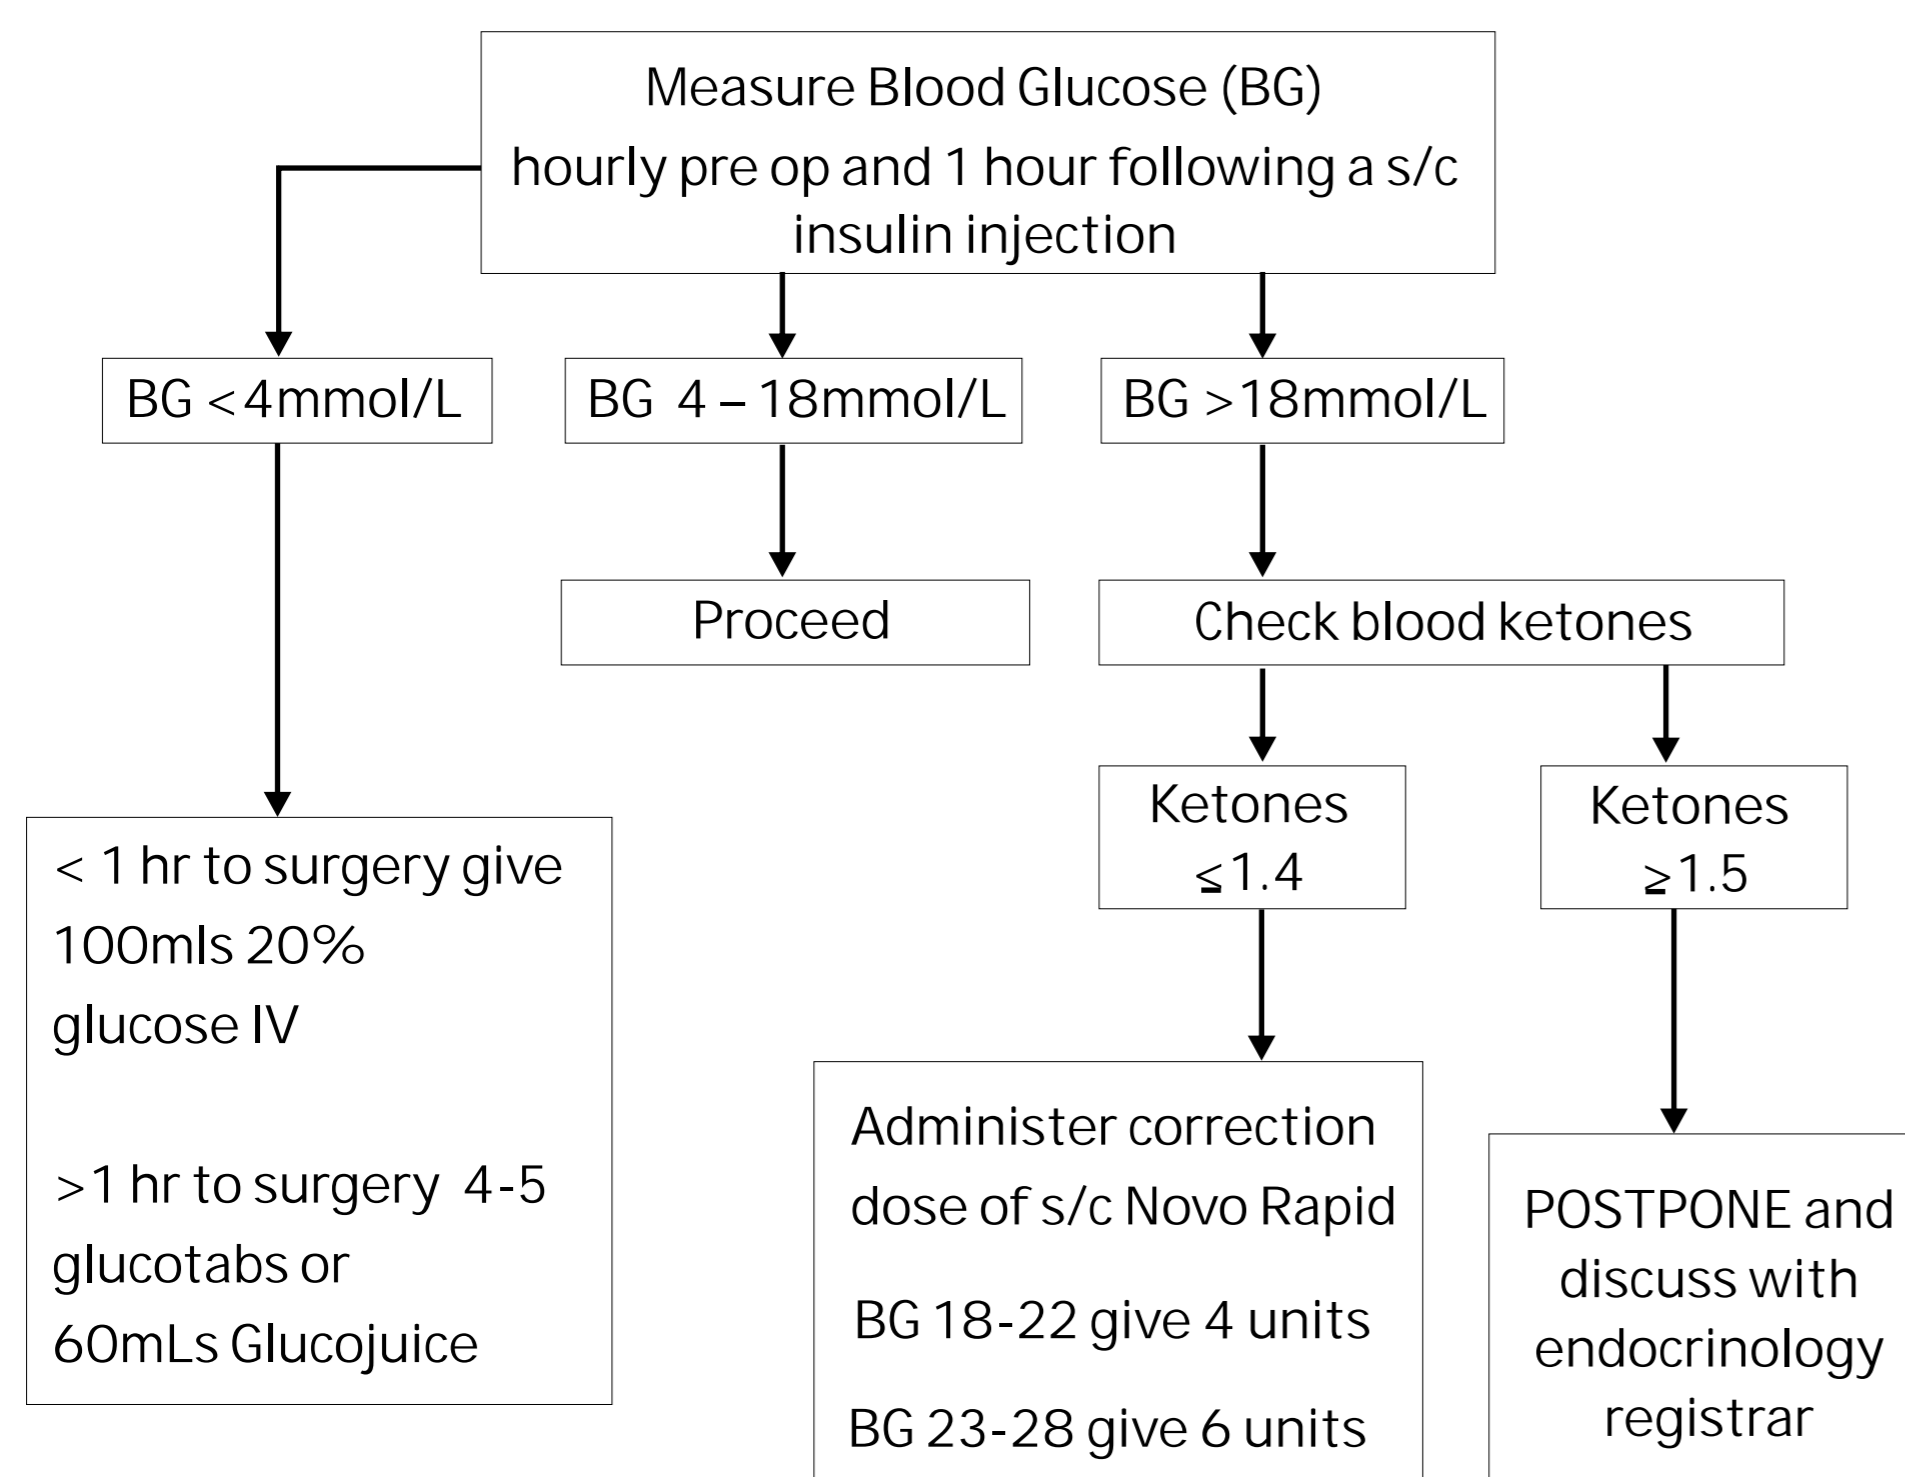 Measure Blood Glucose (BG)
hourly pre op and 1 hour following a s/c
insulin injection
BG <4mmol/L
BG 4 – 18mmol/L
BG >18mmol/L
Proceed
Check blood ketones
Ketones
≤1.4
Ketones
≥1.5
< 1 hr to surgery give
100mls 20%
glucose IV
>1 hr to surgery 4-5
glucotabs or
60mLs Glucojuice
Administer correction
dose of s/c Novo Rapid
BG 18-22 give 4 units
BG 23-28 give 6 units
POSTPONE and
discuss with
endocrinology
registrar